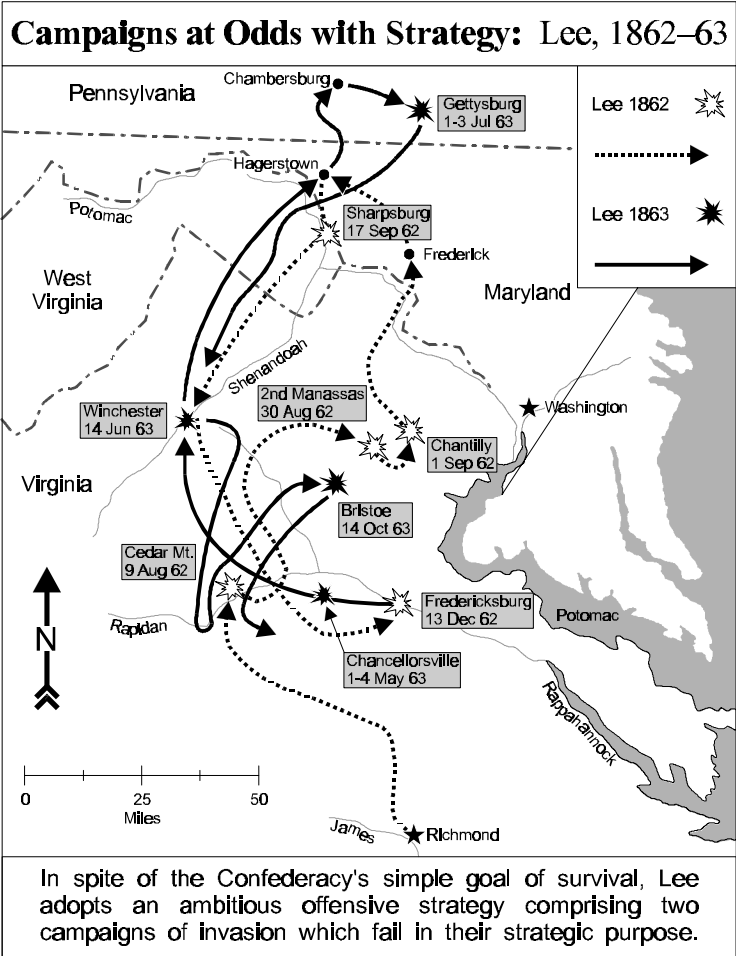 Campaigns at Odds with Strategy: Lee, 1862–63
Chambersburg
Pennsylvania
Gettysburg
1-3 Jul 63
Lee 1862
Lee 1863
Hagerstown
Potomac
Sharpsburg
17 Sep 62
Frederick
West
Virginia
Maryland
Shenandoah
2nd Manassas
30 Aug 62
Winchester
14 Jun 63
Washington
Chantilly
1 Sep 62
Virginia
Bristoe
14 Oct 63
Cedar Mt.
9 Aug 62
Fredericksburg
13 Dec 62
Potomac
Rapidan
N
Chancellorsville
1-4 May 63
Rappahannock
0 25 50
Miles
James
Richmond
In spite of the Confederacy's simple goal of survival, Lee
adopts an ambitious offensive strategy comprising two
campaigns of invasion which fail in their strategic purpose.